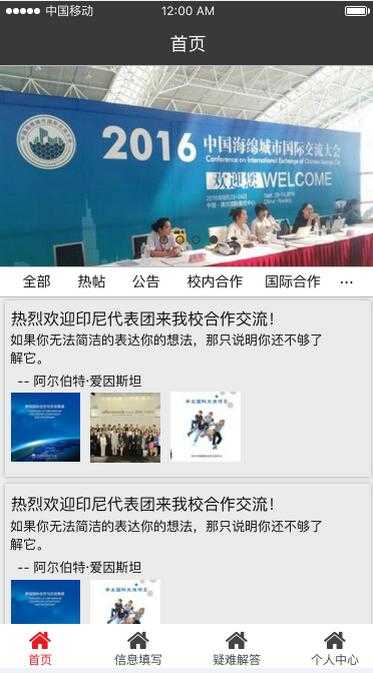 中国移动
12:00 AM
首页
2016
中国海绵城市国际交流大会
Conference on International Exchange of Chinese Sponge City
欢迎您 WELCOME
全部 热帖 公告 校内合作 国际合作 ...
热烈欢迎印尼代表团来我校合作交流！
如果你无法简洁的表达你的想法，那只说明你还不够了
解它。
-- 阿尔伯特·爱因斯坦
热烈欢迎印尼代表团来我校合作交流！
如果你无法简洁的表达你的想法，那只说明你还不够了
解它。
-- 阿尔伯特·爱因斯坦
首页 信息填写 疑难解答 个人中心